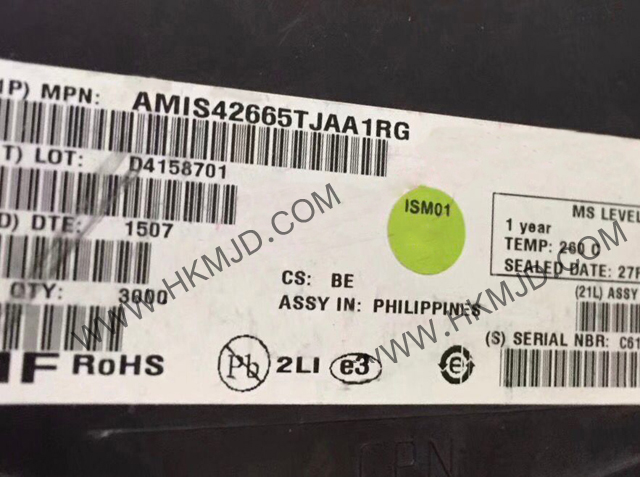 1P) MPN: AMIS42665TJAA1RG
T) LOT: D4158701
D) DTE: 1507
QTY: 3000
HF RoHS
CS: BE
ASSY IN: PHILIPPINES
Pb 2LI e3
ISM01
MS LEVEL
1 year
TEMP: 260 C
SEALED DATE: 27F
(21L) ASSY
(S) SERIAL NBR: C61
WWW.HKMJD.COM
WWW.HKMJD.COM